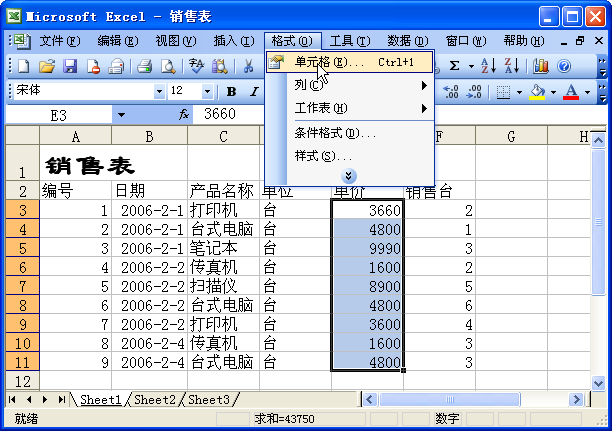 Microsoft Excel - 销售表
文件(F) 编辑(E) 视图(V) 插入(I) 格式(O) 工具(T) 数据(D) 窗口(W) 帮助(H)
单元格(E)... Ctrl+1
列(C)
工作表(H)
条件格式(D)...
样式(S)...
宋体 12 B I
E3 fx 3660
A B C F G H
1 销售表
2 编号 日期 产品名称 单位 单价 销售台
3 1 2006-2-1 打印机 台 3660 2
4 2 2006-2-1 台式电脑 台 4800 1
5 3 2006-2-1 笔记本 台 9990 3
6 4 2006-2-2 传真机 台 1600 2
7 5 2006-2-2 扫描仪 台 8900 5
8 6 2006-2-2 台式电脑 台 4800 6
9 7 2006-2-2 打印机 台 3600 4
10 8 2006-2-4 传真机 台 1600 3
11 9 2006-2-4 台式电脑 台 4800 3
12
Sheet1 Sheet2 Sheet3
就绪 求和=43750 数字